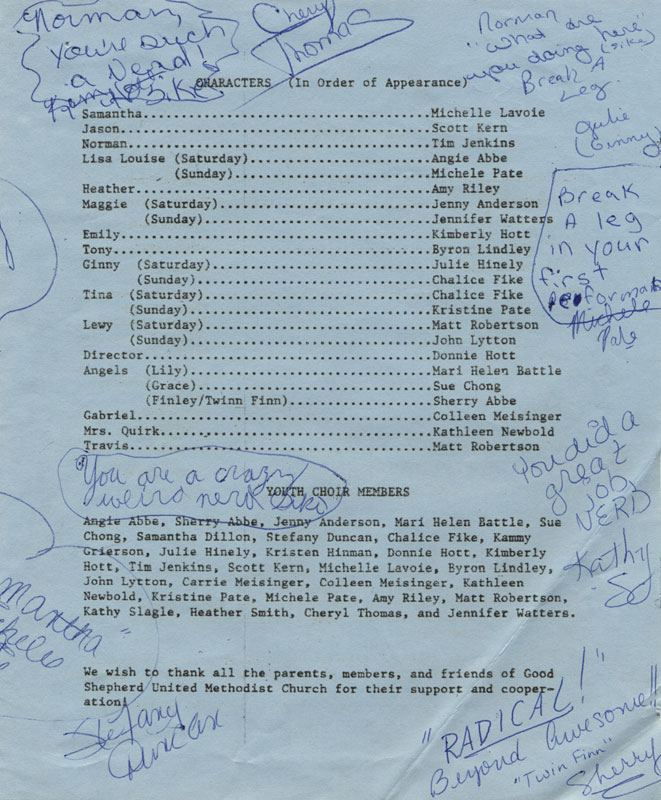 Norman,
you're such
a Nerd!
Cheryl
Thomas
Norman
"What are
you doing here"
(Sike)
Break A
Leg.
Julie
(Ginny)
CHARACTERS (In Order of Appearance)
Samantha.....................................Michelle Lavoie
Jason........................................Scott Kern
Norman.......................................Tim Jenkins
Lisa Louise (Saturday).......................Angie Abbe
(Sunday).........................Michele Pate
Heather......................................Amy Riley
Maggie (Saturday)...........................Jenny Anderson
(Sunday).............................Jennifer Watters
Emily........................................Kimberly Hott
Tony.........................................Byron Lindley
Ginny (Saturday)............................Julie Hinely
(Sunday)..............................Chalice Fike
Tina (Saturday).............................Chalice Fike
(Sunday)..............................Kristine Pate
Lewy (Saturday).............................Matt Robertson
(Sunday)..............................John Lytton
Director.....................................Donnie Hott
Angels (Lily)...............................Mari Helen Battle
(Grace)..............................Sue Chong
(Finley/Twinn Finn)..................Sherry Abbe
Gabriel......................................Colleen Meisinger
Mrs. Quirk...................................Kathleen Newbold
Travis.......................................Matt Robertson
Break
A leg
in your
first
Michele
Pate
You did a
great
job,
NERD
Kathy
S
You are a crazy
weird nerd Sike
YOUTH CHOIR MEMBERS
Angie Abbe, Sherry Abbe, Jenny Anderson, Mari Helen Battle, Sue
Chong, Samantha Dillon, Stefany Duncan, Chalice Fike, Kammy
Grierson, Julie Hinely, Kristen Hinman, Donnie Hott, Kimberly
Hott, Tim Jenkins, Scott Kern, Michelle Lavoie, Byron Lindley,
John Lytton, Carrie Meisinger, Colleen Meisinger, Kathleen
Newbold, Kristine Pate, Michele Pate, Amy Riley, Matt Robertson,
Kathy Slagle, Heather Smith, Cheryl Thomas, and Jennifer Watters.
We wish to thank all the parents, members, and friends of Good
Shepherd United Methodist Church for their support and cooper-
ation!
Stefany
Duncan
"RADICAL!"
Beyond Awesome!!
"Twin Finn"
Sherry